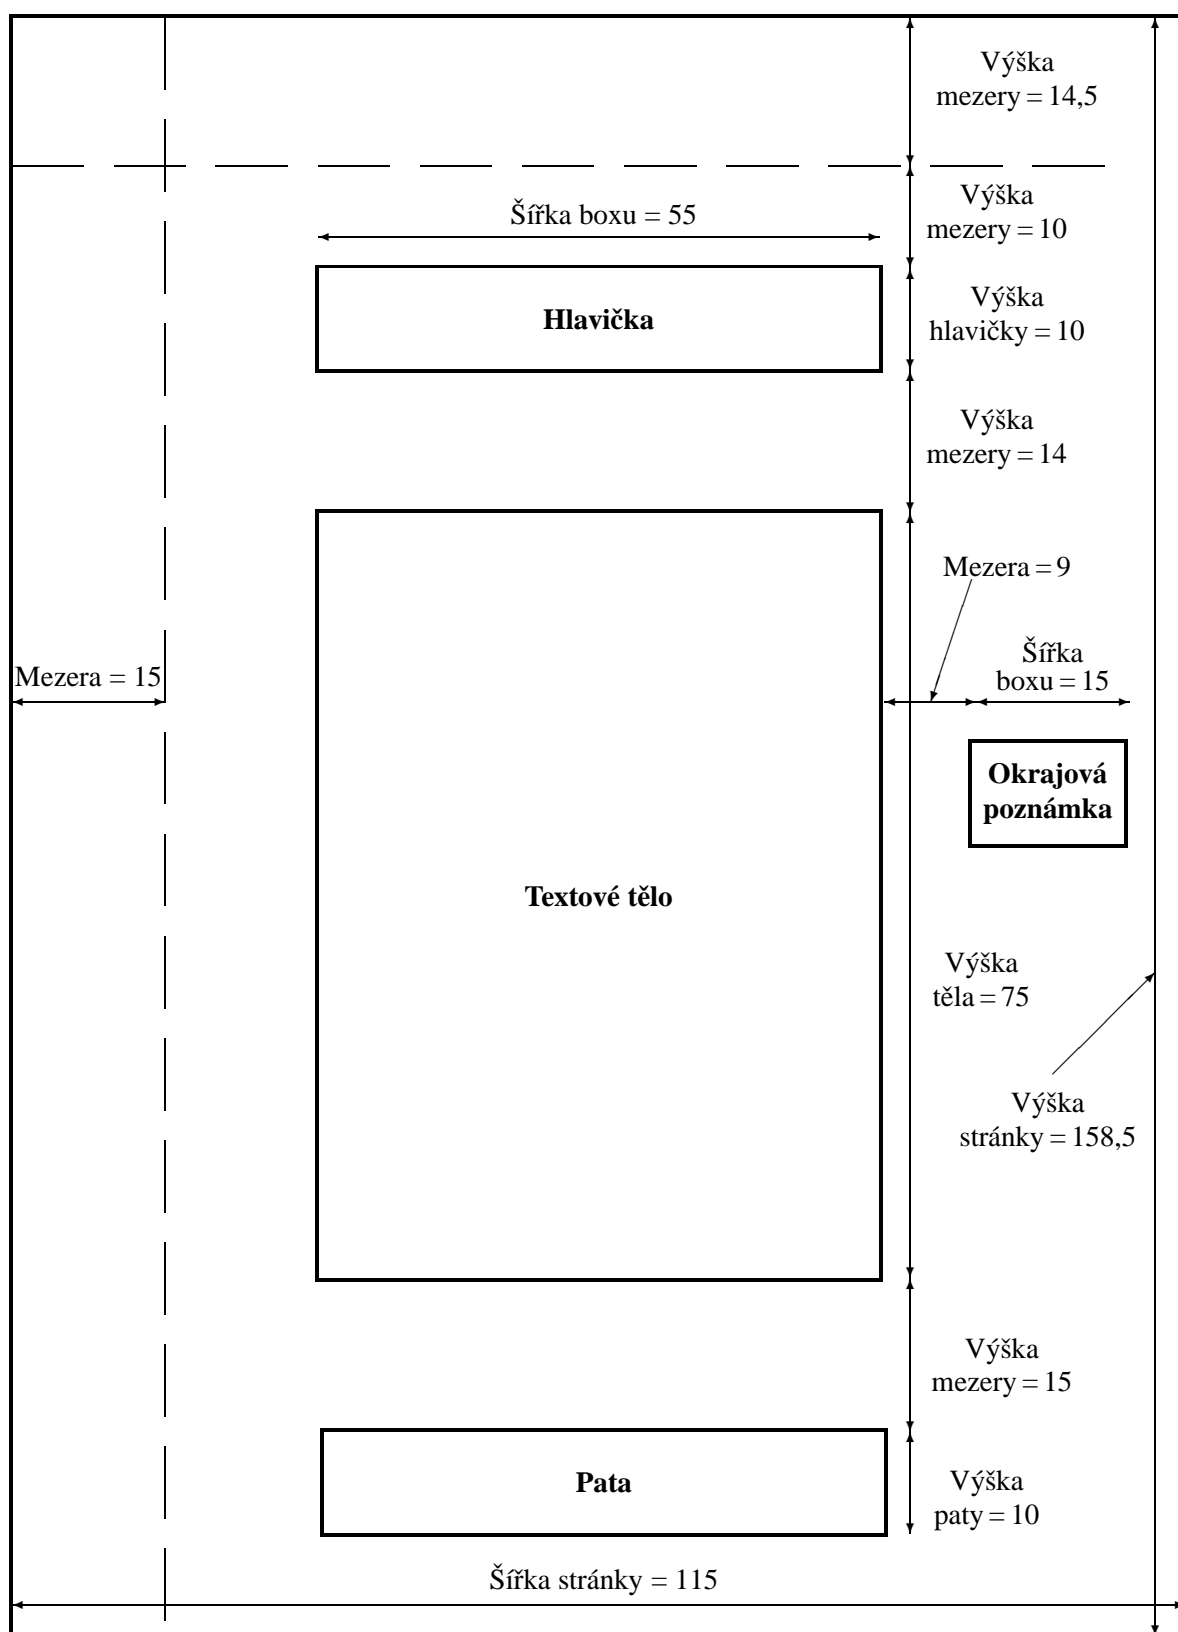 Výška
mezery = 14,5
Výška
mezery = 10
Šířka boxu = 55
Hlavička
Výška
hlavičky = 10
Výška
mezery = 14
Mezera = 9
Šířka
boxu = 15
Mezera = 15
Okrajová
poznámka
Textové tělo
Výška
těla = 75
Výška
stránky = 158,5
Výška
mezery = 15
Pata
Výška
paty = 10
Šířka stránky = 115